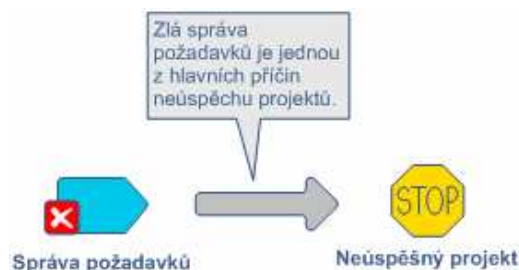 Zlá správa
požadavků je jednou
z hlavních příčin
neúspěchu projektů.
STOP
Správa požadavků
Neúspěšný projekt